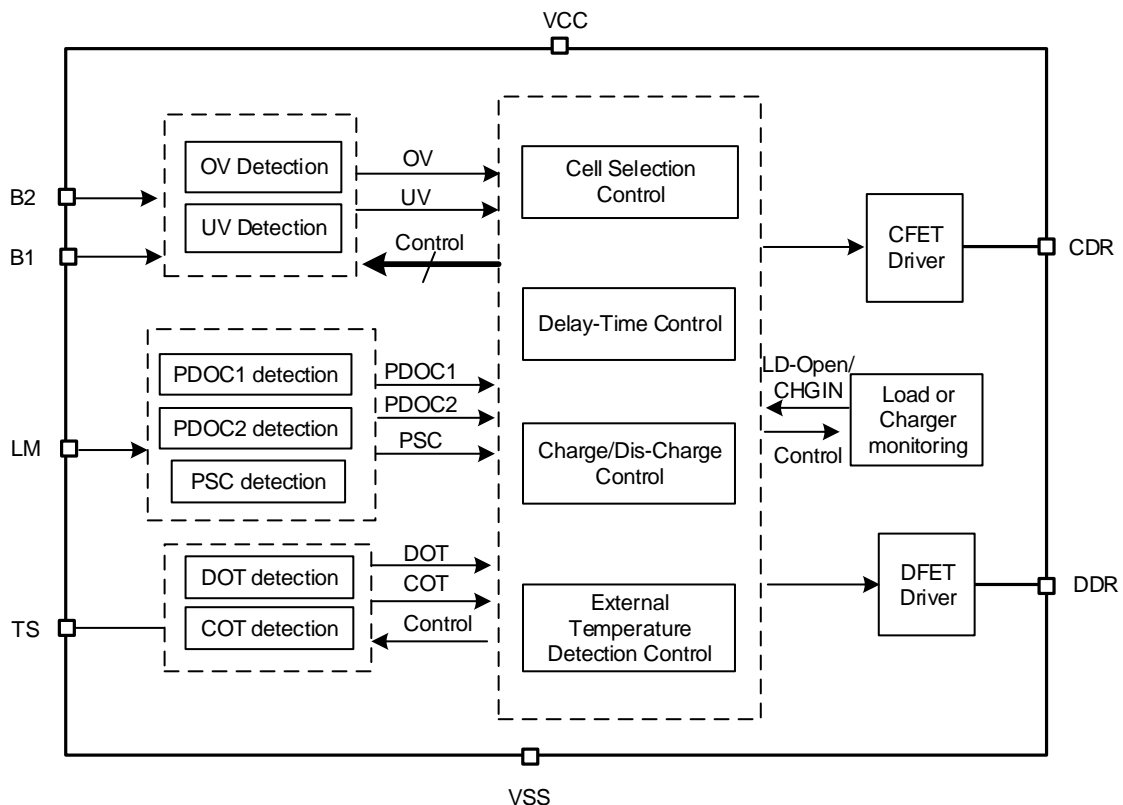 VCC
OV Detection
UV Detection
OV
UV
Control
B2
B1
Cell Selection
Control
Delay-Time Control
CFET
Driver
CDR
PDOC1 detection
PDOC2 detection
PSC detection
PDOC1
PDOC2
PSC
LM
Charge/Dis-Charge
Control
LD-Open/
CHGIN
Control
Load or
Charger
monitoring
DOT detection
COT detection
DOT
COT
Control
TS
External
Temperature
Detection Control
DFET
Driver
DDR
VSS